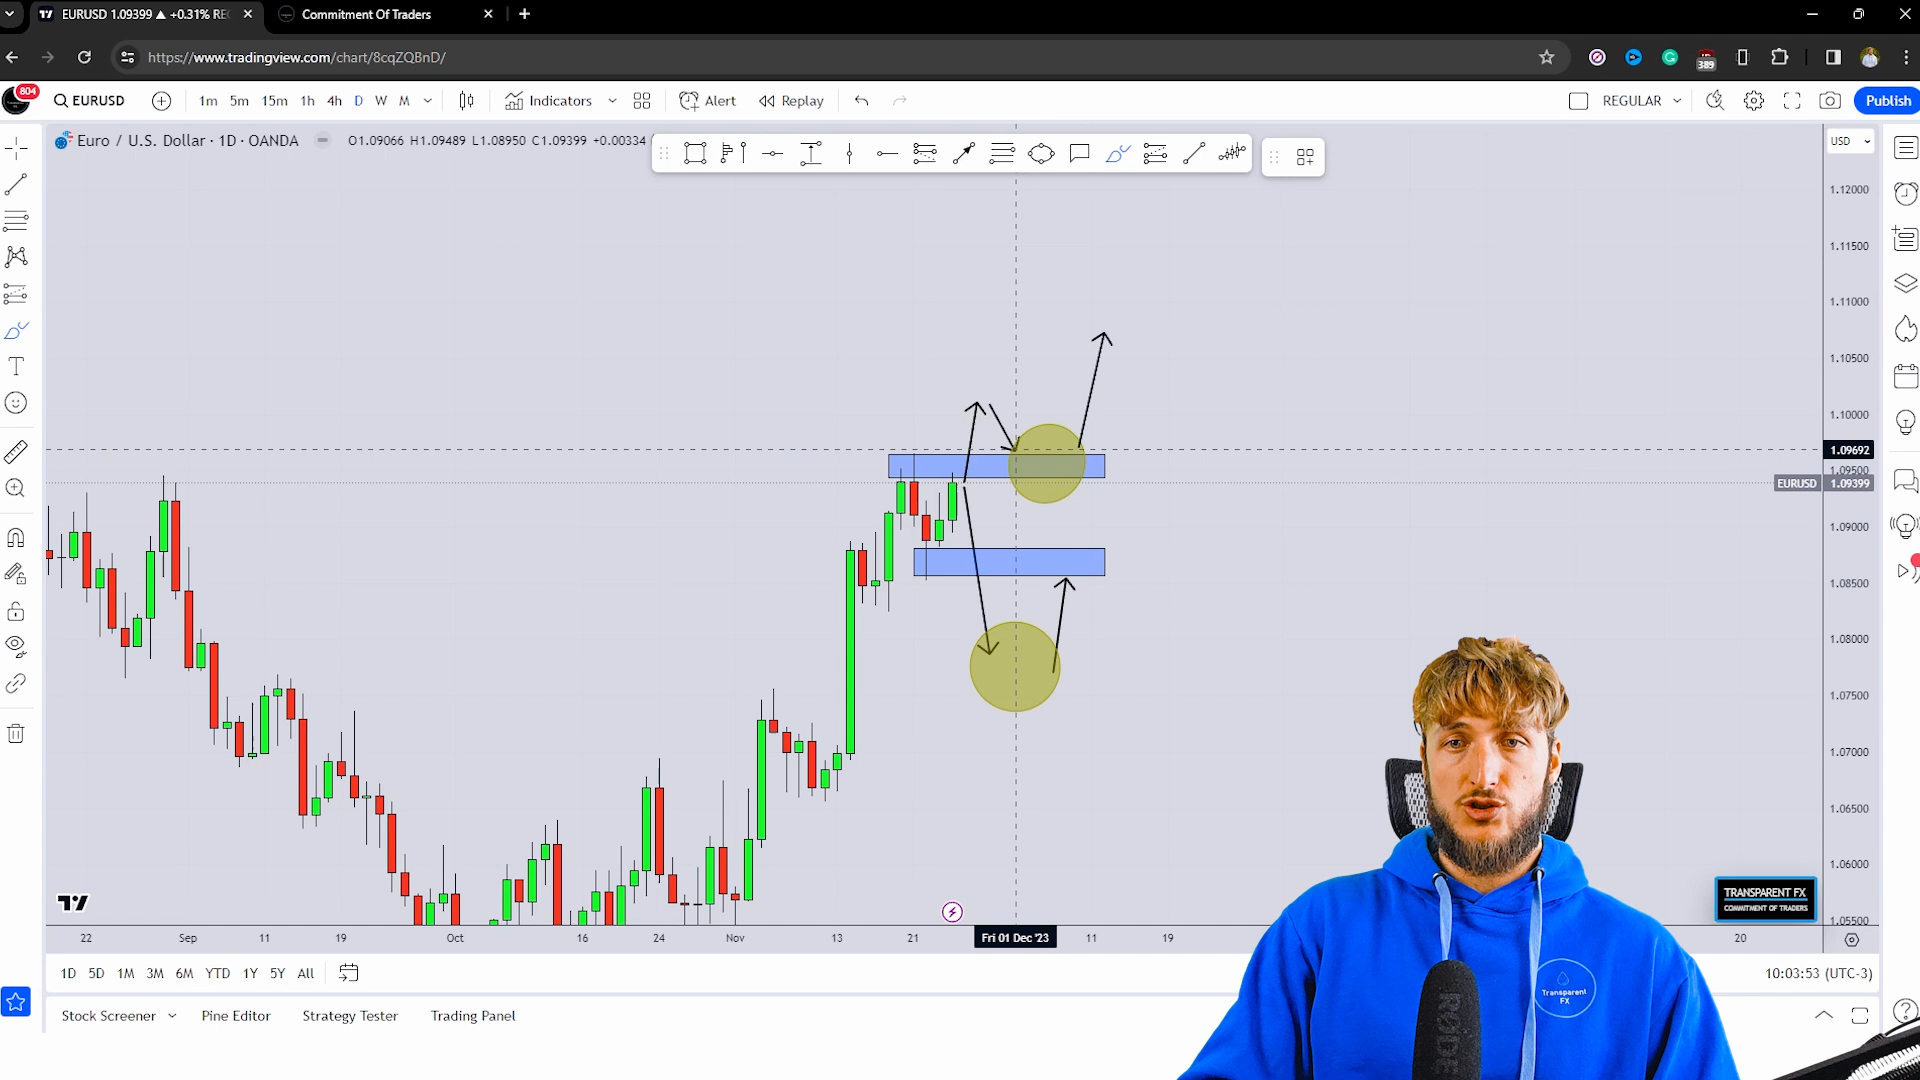 EURUSD 1.09399 ▲ +0.31% RE
Commitment Of Traders
https://www.tradingview.com/chart/8cqZQBnD/
389
804
EURUSD
1m 5m 15m 1h 4h D W M
Indicators
Alert
Replay
REGULAR
Publish
Euro / U.S. Dollar · 1D · OANDA
O1.09066 H1.09489 L1.08950 C1.09399 +0.00334
USD
1.12000
1.11500
1.11000
1.10500
1.10000
1.09692
1.09500
EURUSD 1.09399
1.09000
1.08500
1.08000
1.07500
1.07000
1.06500
1.06000
1.05500
TRANSPARENT FX
COMMITMENT OF TRADERS
22 Sep 11 19 Oct 16 24 Nov 13 21 Fri 01 Dec '23 11 19 20
1D 5D 1M 3M 6M YTD 1Y 5Y All
10:03:53 (UTC-3)
Transparent
FX
RODE
Stock Screener Pine Editor Strategy Tester Trading Panel